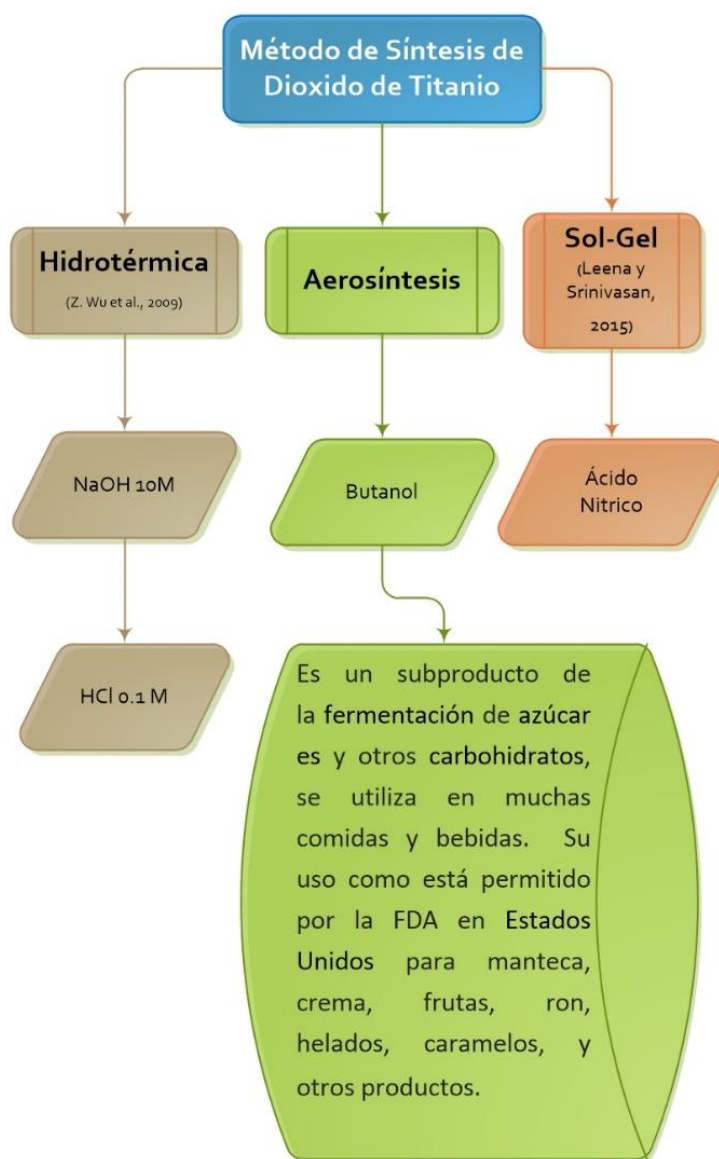 Método de Síntesis de
Dioxido de Titanio
Hidrotérmica
(Z. Wu et al., 2009)
NaOH 10M
HCl 0.1 M
Aerosíntesis
Butanol
Es un subproducto de
la fermentación de azúcar
es y otros carbohidratos,
se utiliza en muchas
comidas y bebidas. Su
uso como está permitido
por la FDA en Estados
Unidos para manteca,
crema, frutas, ron,
helados, caramelos, y
otros productos.
Sol-Gel
(Leena y
Srinivasan,
2015)
Ácido
Nitrico